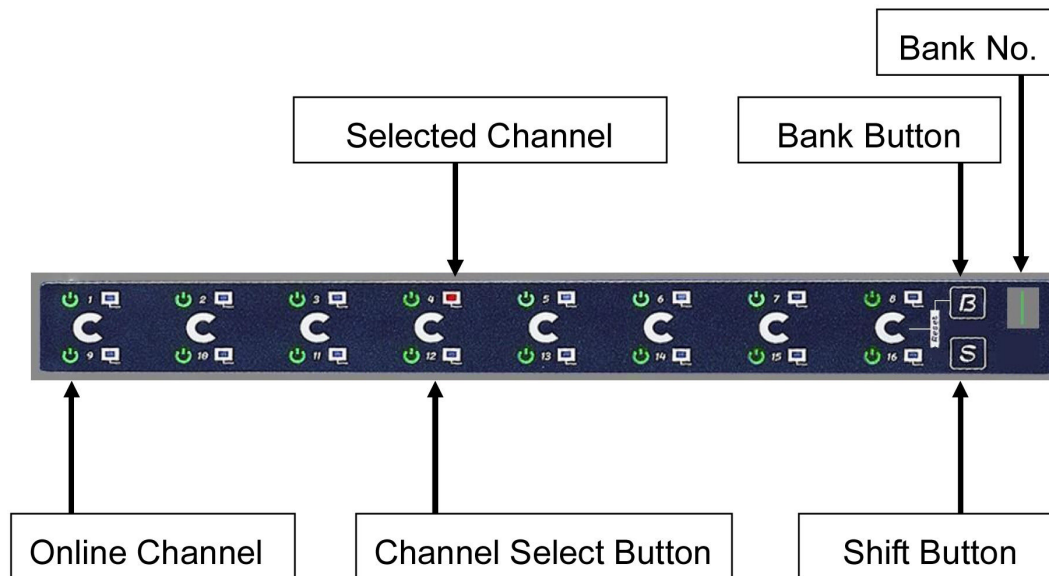 Bank No.
Selected Channel
Bank Button
1 2 3 4 5 6 7 8 B
C C C C C C C C Reset
9 10 11 12 13 14 15 16 S
Online Channel
Channel Select Button
Shift Button